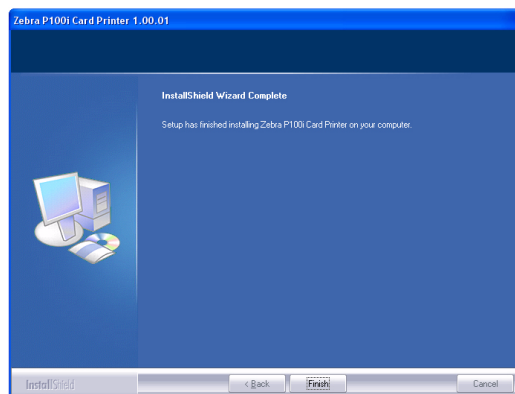 Zebra P100i Card Printer 1.00.01
InstallShield Wizard Complete
Setup has finished installing Zebra P100i Card Printer on your computer.
InstallShield
< Back Finish Cancel